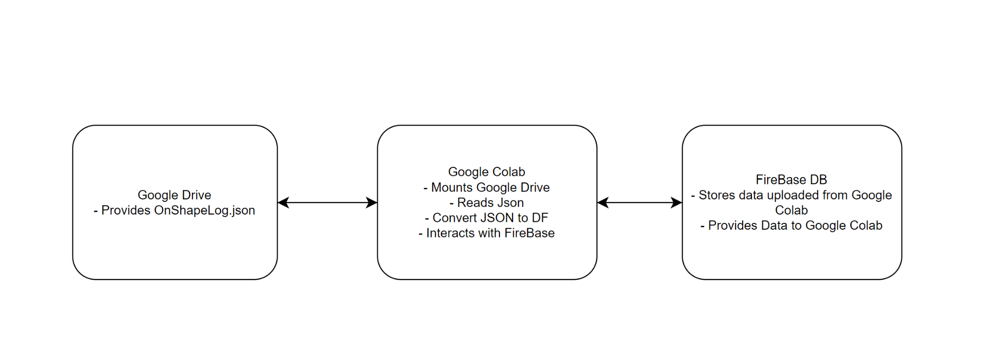 Google Drive
- Provides OnShapeLog.json
Google Colab
- Mounts Google Drive
- Reads Json
- Convert JSON to DF
- Interacts with FireBase
FireBase DB
- Stores data uploaded from Google
Colab
- Provides Data to Google Colab